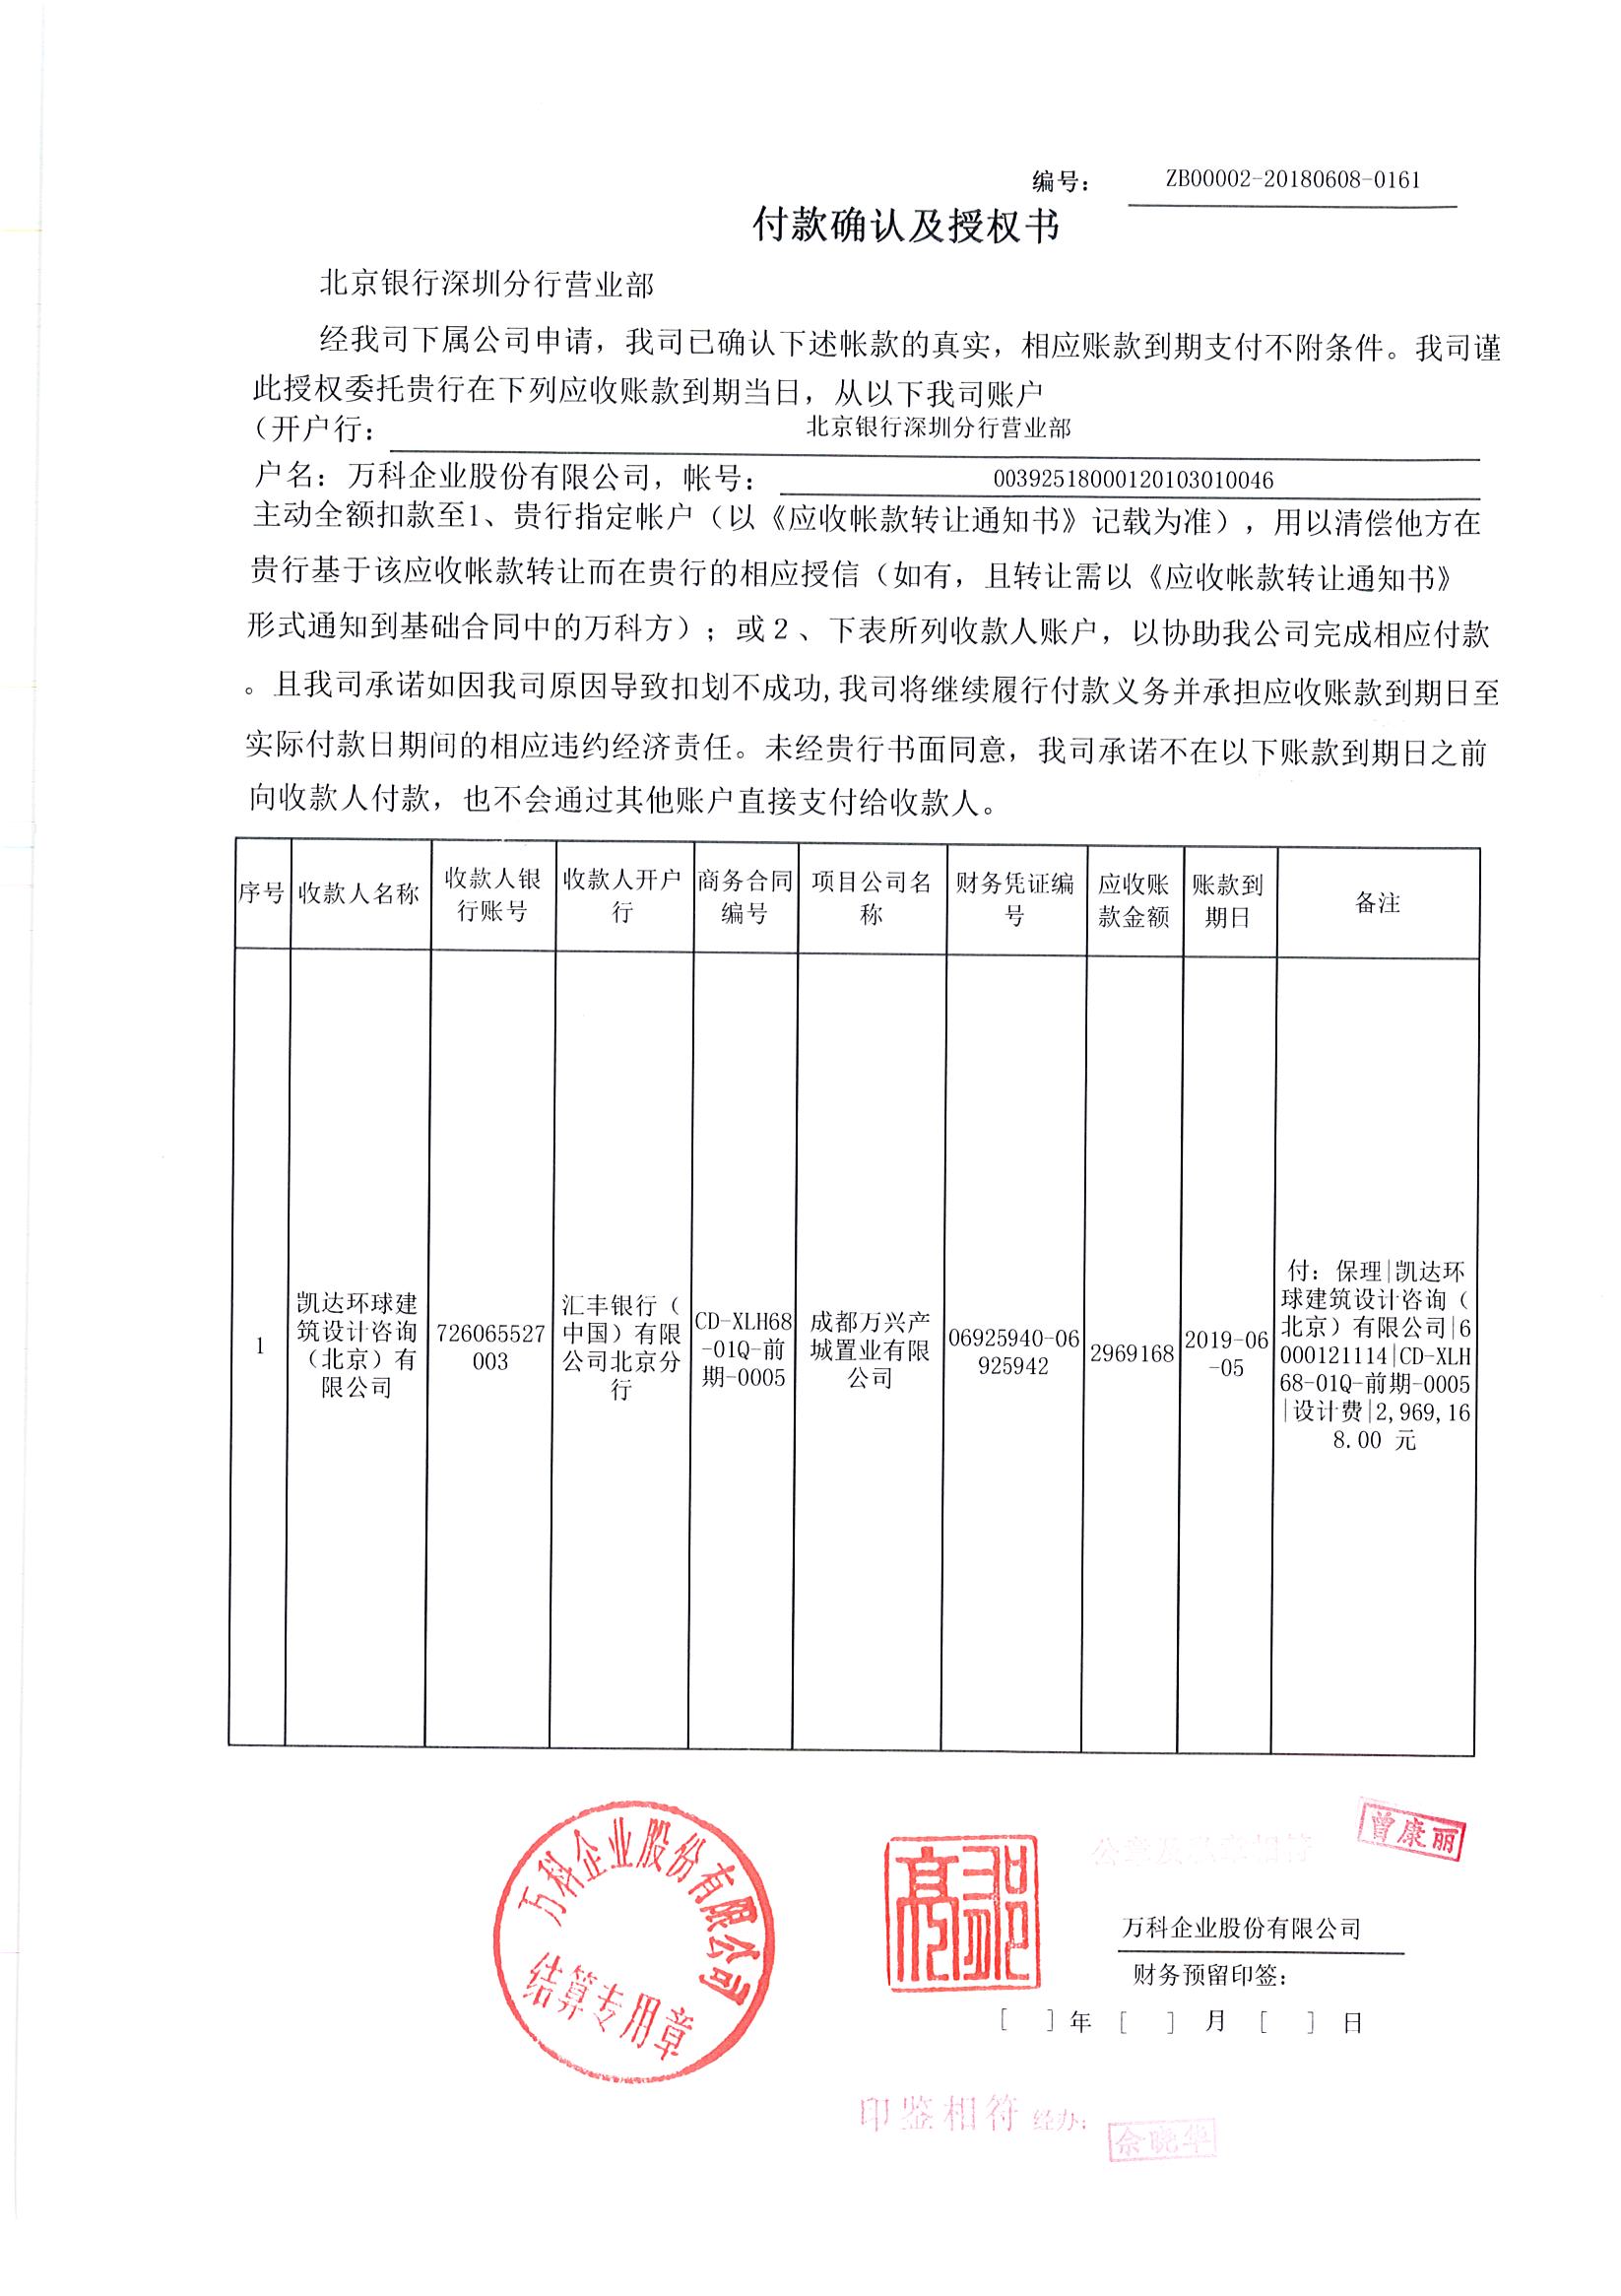 编号： ZB00002-20180608-0161
付款确认及授权书
北京银行深圳分行营业部
经我司下属公司申请，我司已确认下述帐款的真实，相应账款到期支付不附条件。我司谨
此授权委托贵行在下列应收账款到期当日，从以下我司账户
（开户行： 北京银行深圳分行营业部
户名：万科企业股份有限公司，帐号： 00392518000120103010046
主动全额扣款至1、贵行指定帐户（以《应收帐款转让通知书》记载为准），用以清偿他方在
贵行基于该应收帐款转让而在贵行的相应授信（如有，且转让需以《应收帐款转让通知书》
形式通知到基础合同中的万科方）；或2、下表所列收款人账户，以协助我公司完成相应付款
。且我司承诺如因我司原因导致扣划不成功,我司将继续履行付款义务并承担应收账款到期日至
实际付款日期间的相应违约经济责任。未经贵行书面同意，我司承诺不在以下账款到期日之前
向收款人付款，也不会通过其他账户直接支付给收款人。
序号 收款人名称 收款人银行账号 收款人开户行 商务合同编号 项目公司名称 财务凭证编号 应收账款金额 账款到期日 备注
1 凯达环球建筑设计咨询（北京）有限公司 726065527003 汇丰银行（中国）有限公司北京分行 CD-XLH68-01Q-前期-0005 成都万兴产城置业有限公司 06925940-06925942 2969168 2019-06-05 付：保理|凯达环球建筑设计咨询（北京）有限公司|6000121114|CD-XLH68-01Q-前期-0005|设计费|2,969,168.00 元
万科企业股份有限公司
结算专用章
曾康丽
万科企业股份有限公司
财务预留印签：
[ ]年[ ]月[ ]日
印鉴相符 经办：
佘晓华